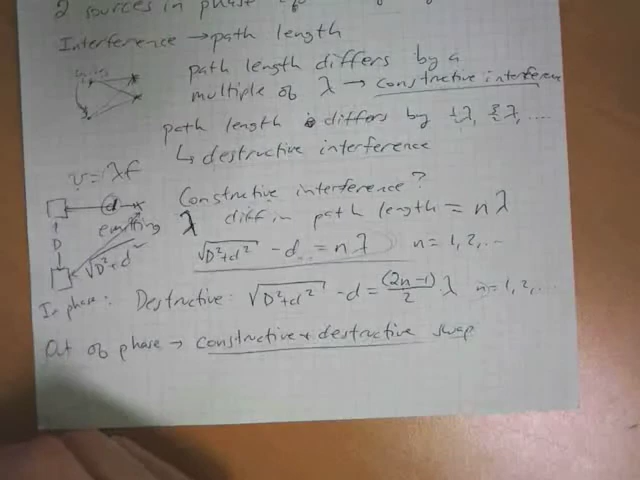 2 sources in phase
Interference → path length
path length differs by a
multiple of λ → constructive interference
path length differs by ½λ, 3/2 λ, ....
↳ destructive interference
v = λf
Constructive interference?
λ diff in path length = nλ
d
emitting
D
√D²+d²
√D²+d² - d = nλ n = 1, 2, ...
In phase: Destructive: √D²+d² - d = (2n-1)/2 λ n = 1, 2, ...
Out of phase → constructive + destructive swap